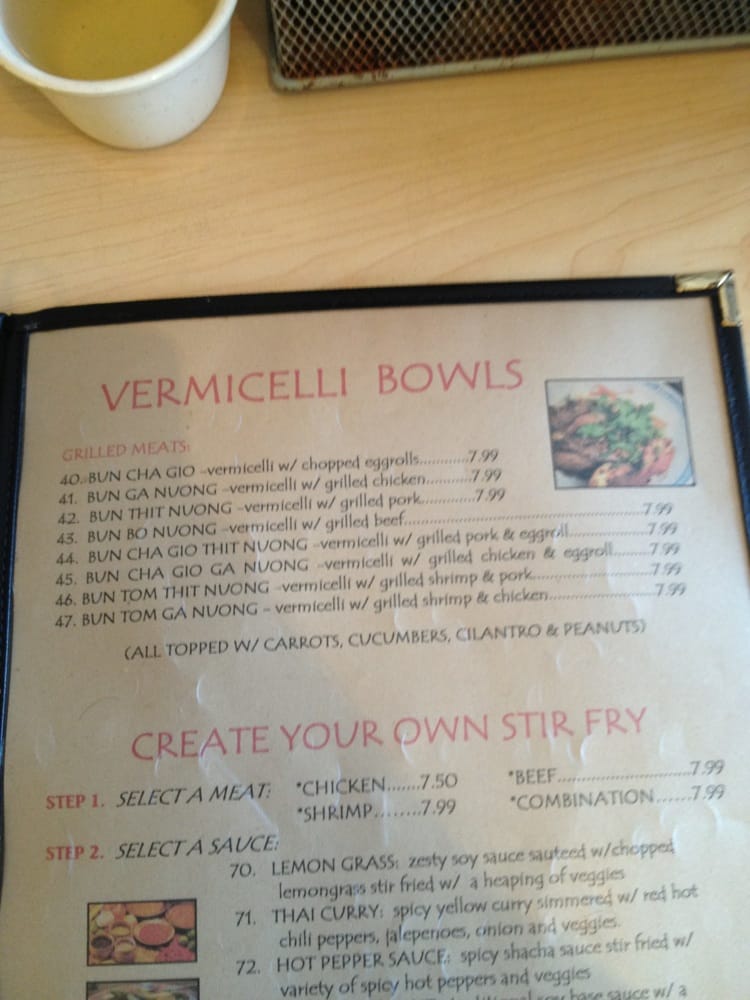 VERMICELLI BOWLS
GRILLED MEATS:
40. BUN CHA GIO -vermicelli w/ chopped eggrolls............7.99
41. BUN GA NUONG -vermicelli w/ grilled chicken...........7.99
42. BUN THIT NUONG -vermicelli w/ grilled pork............7.99
43. BUN BO NUONG -vermicelli w/ grilled beef..................................................7.99
44. BUN CHA GIO THIT NUONG -vermicelli w/ grilled pork & eggroll................7.99
45. BUN CHA GIO GA NUONG -vermicelli w/ grilled chicken & eggroll.........7.99
46. BUN TOM THIT NUONG -vermicelli w/ grilled shrimp & pork.........................7.99
47. BUN TOM GA NUONG - vermicelli w/ grilled shrimp & chicken......................7.99
(ALL TOPPED W/ CARROTS, CUCUMBERS, CILANTRO & PEANUTS)
CREATE YOUR OWN STIR FRY
STEP 1. SELECT A MEAT: *CHICKEN.......7.50 *BEEF............................7.99
*SHRIMP.........7.99 *COMBINATION.......7.99
STEP 2. SELECT A SAUCE:
70. LEMON GRASS: zesty soy sauce sauteed w/chopped
lemongrass stir fried w/ a heaping of veggies
71. THAI CURRY: spicy yellow curry simmered w/ red hot
chili peppers, jalepenoes, onion and veggies.
72. HOT PEPPER SAUCE: spicy shacha sauce stir fried w/
variety of spicy hot peppers and veggies
base sauce w/ a